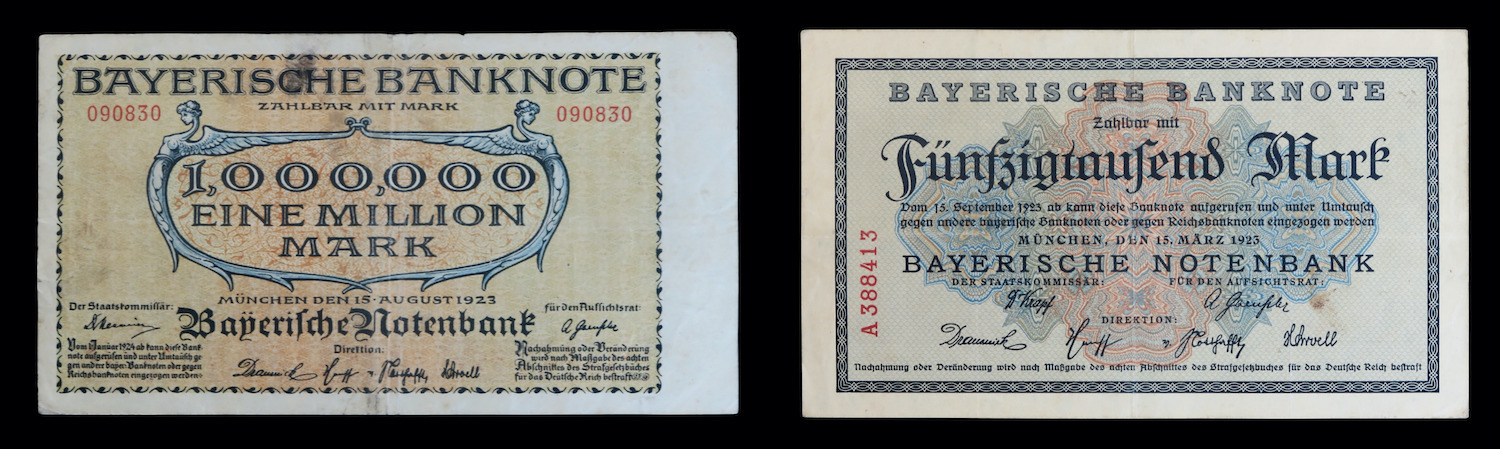 BAYERISCHE BANKNOTE
ZAHLBAR MIT MARK
090830 090830
1,000,000
EINE MILLION
MARK
MÜNCHEN DEN 15·AUGUST 1923
Der Staatskommissär: für den Aufsichtsrat:
Bayerische Notenbank
Vom 1·Januar 1924 ab kann diese Bank-
note aufgerufen und unter Umtausch ge-
gen andere bayer·Banknoten oder gegen
Reichsbanknoten eingezogen werden·
Direktion:
Nachahmung oder Veränderung
wird nach Maßgabe des achten
Abschnittes des Strafgesetzbuches
für das Deutsche Reich bestraft
BAYERISCHE BANKNOTE
Zahlbar mit
Fünfzigtausend Mark
Vom 15. September 1923 ab kann diese Banknote aufgerufen und unter Umtausch
gegen andere bayerische Banknoten oder gegen Reichsbanknoten eingezogen werden
MÜNCHEN, DEN 15. MÄRZ 1923
BAYERISCHE NOTENBANK
DER STAATSKOMMISSÄR: FÜR DEN AUFSICHTSRAT:
DIREKTION:
Nachahmung oder Veränderung wird nach Maßgabe des achten Abschnittes des Strafgesetzbuches für das Deutsche Reich bestraft
A 388413